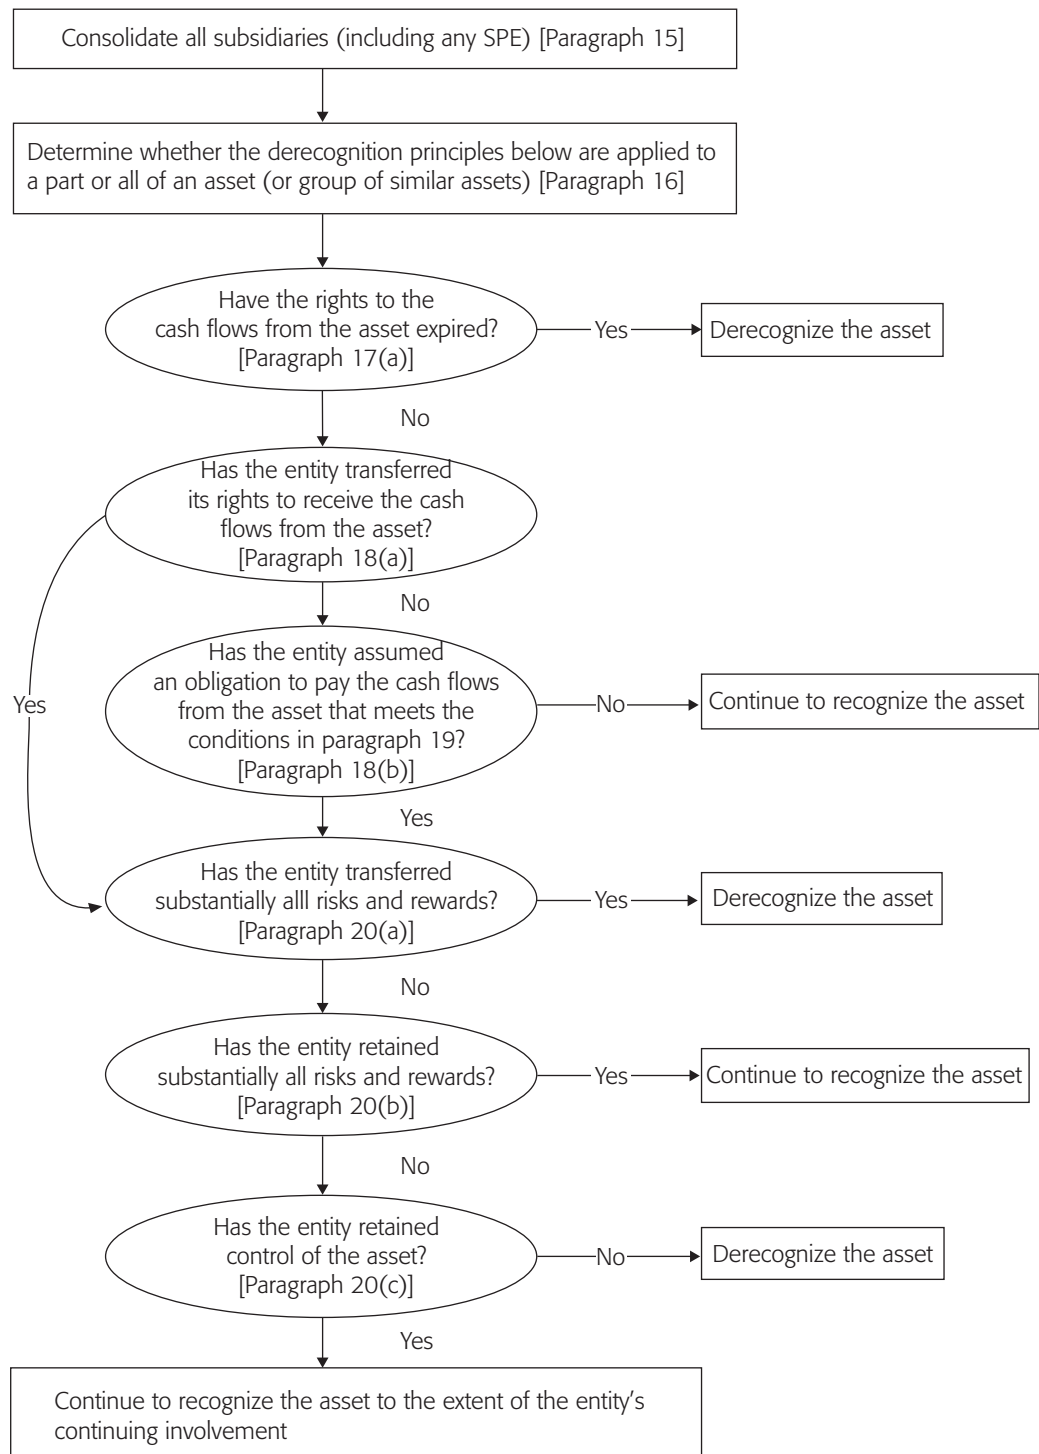 Consolidate all subsidiaries (including any SPE) [Paragraph 15]
Determine whether the derecognition principles below are applied to
a part or all of an asset (or group of similar assets) [Paragraph 16]
Have the rights to the
cash flows from the asset expired?
[Paragraph 17(a)]
Yes
Derecognize the asset
No
Has the entity transferred
its rights to receive the cash
flows from the asset?
[Paragraph 18(a)]
No
Has the entity assumed
an obligation to pay the cash flows
from the asset that meets the
conditions in paragraph 19?
[Paragraph 18(b)]
No
Continue to recognize the asset
Yes
Yes
Has the entity transferred
substantially alll risks and rewards?
[Paragraph 20(a)]
Yes
Derecognize the asset
No
Has the entity retained
substantially all risks and rewards?
[Paragraph 20(b)]
Yes
Continue to recognize the asset
No
Has the entity retained
control of the asset?
[Paragraph 20(c)]
No
Derecognize the asset
Yes
Continue to recognize the asset to the extent of the entity's
continuing involvement